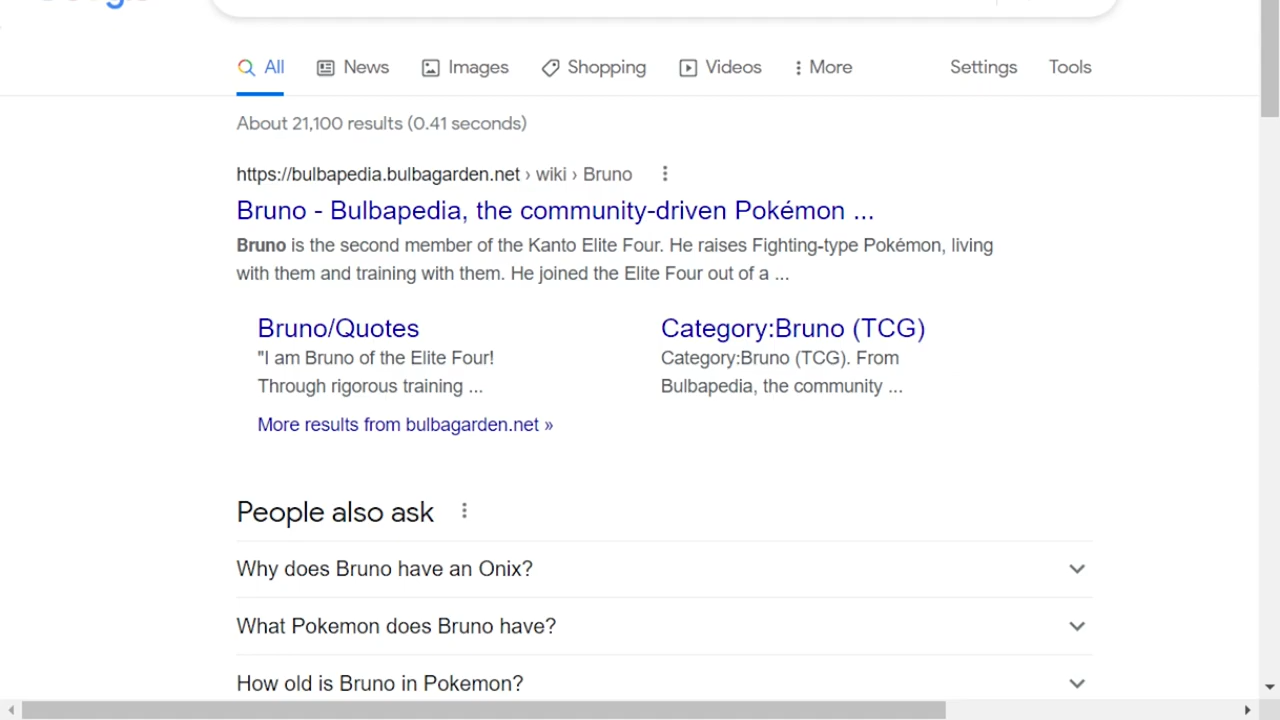 All News Images Shopping Videos More Settings Tools
About 21,100 results (0.41 seconds)
https://bulbapedia.bulbagarden.net › wiki › Bruno
Bruno - Bulbapedia, the community-driven Pokémon ...
Bruno is the second member of the Kanto Elite Four. He raises Fighting-type Pokémon, living
with them and training with them. He joined the Elite Four out of a ...
Bruno/Quotes
"I am Bruno of the Elite Four!
Through rigorous training ...
Category:Bruno (TCG)
Category:Bruno (TCG). From
Bulbapedia, the community ...
More results from bulbagarden.net »
People also ask
Why does Bruno have an Onix?
What Pokemon does Bruno have?
How old is Bruno in Pokemon?